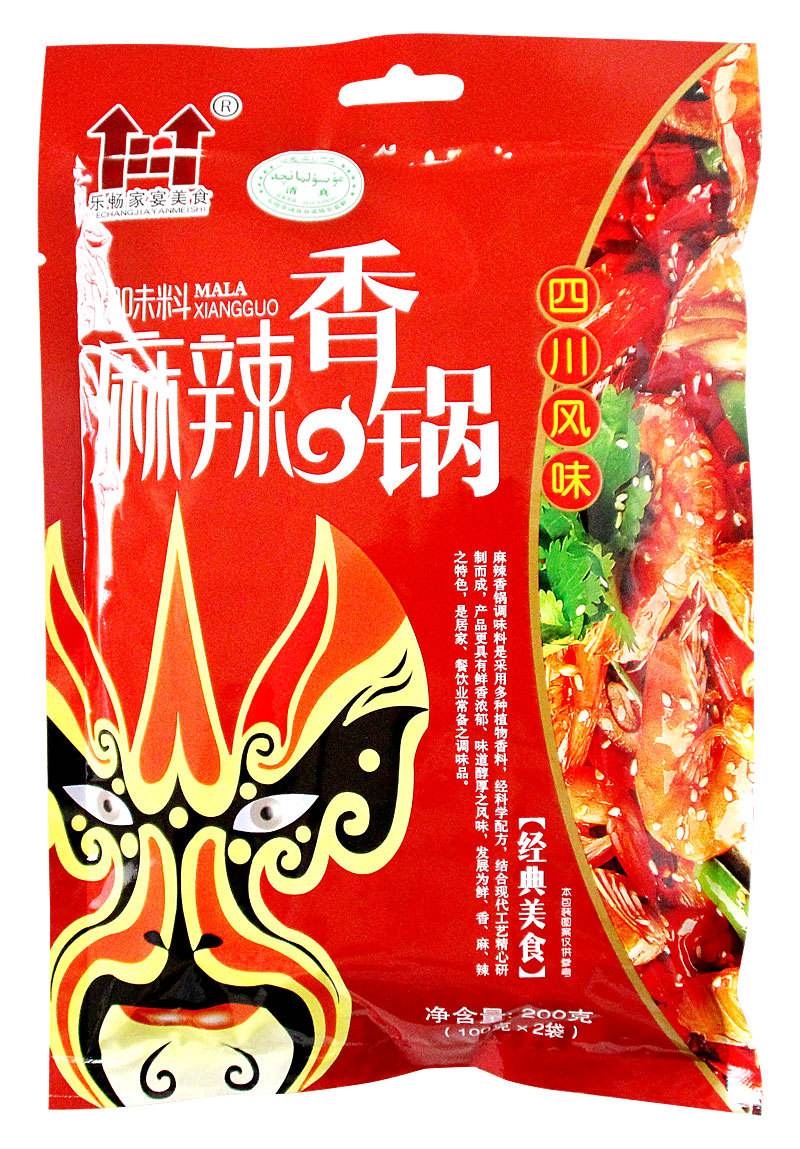 ®
乐畅家宴美食
LECHANGJIAYANMEISHI
清真
调味料
MALA
XIANGGUO
麻辣香锅
四川风味
麻辣香锅调味料是采用多种植物香料，经科学配方，结合现代工艺精心研
制而成，产品更具有鲜香浓郁、味道醇厚之风味，发展为鲜、香、麻、辣
之特色，是居家、餐饮业常备之调味品。
【经典美食】
本包装图案仅供参考
净含量：200克
（100克×2袋）